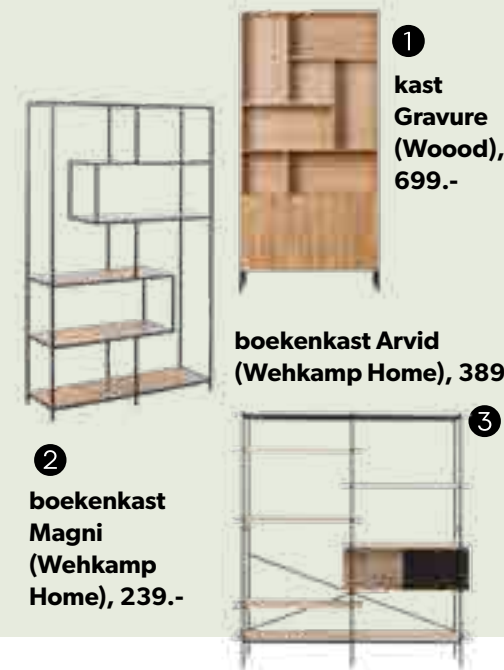 1
kast
Gravure
(Woood),
699.-
boekenkast Arvid
(Wehkamp Home), 389
3
2
boekenkast
Magni
(Wehkamp
Home), 239.-